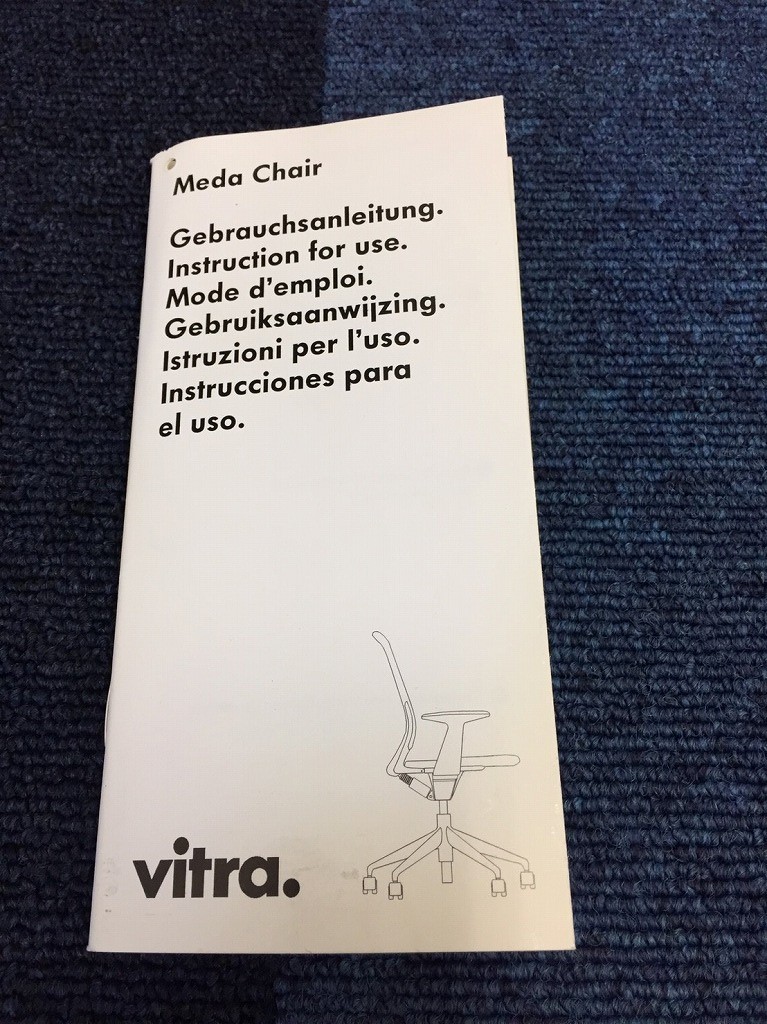 Meda Chair
Gebrauchsanleitung.
Instruction for use.
Mode d'emploi.
Gebruiksaanwijzing.
Istruzioni per l'uso.
Instrucciones para
el uso.
vitra.